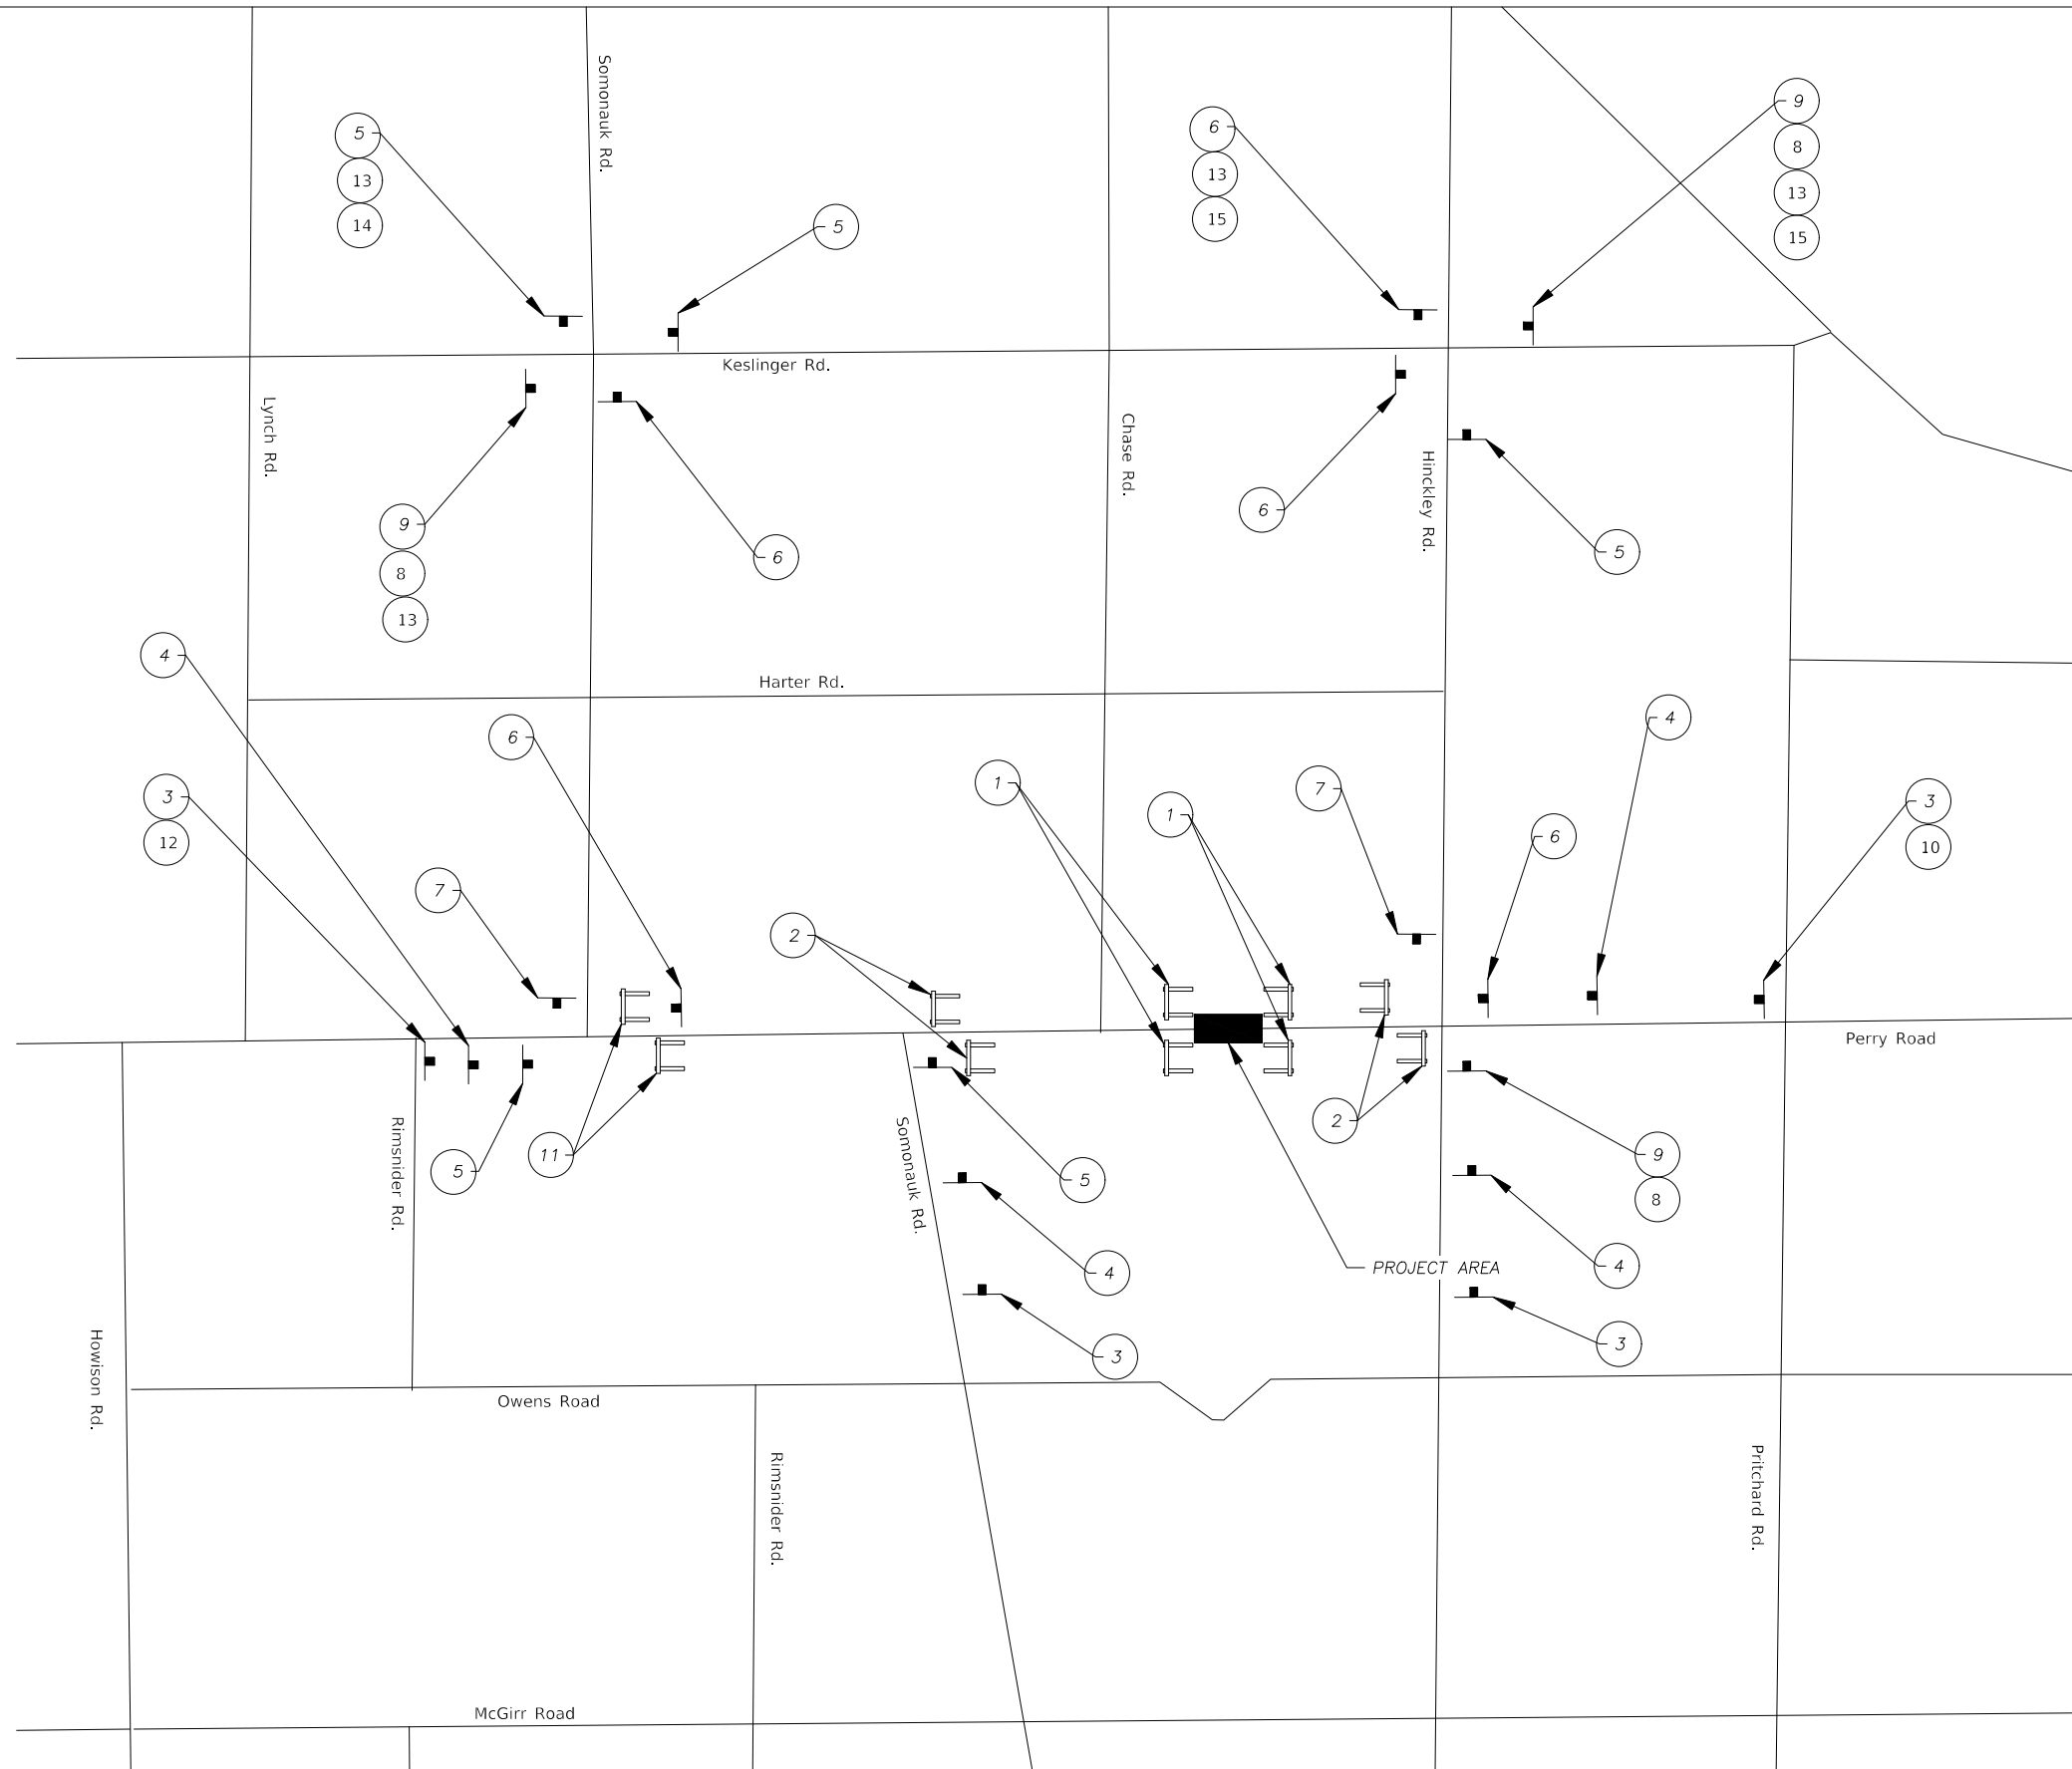 Somonauk Rd.
5
13
14
6
13
15
9
8
13
15
5
Keslinger Rd.
Lynch Rd.
Chase Rd.
Hinckley Rd.
9
8
13
6
6
5
4
Harter Rd.
6
4
3
12
1
1
7
3
10
6
7
2
Perry Road
Rimsnider Rd.
5
11
Somonauk Rd.
5
2
9
8
4
PROJECT AREA
4
3
3
Howison Rd.
Owens Road
Rimsnider Rd.
Pritchard Rd.
McGirr Road